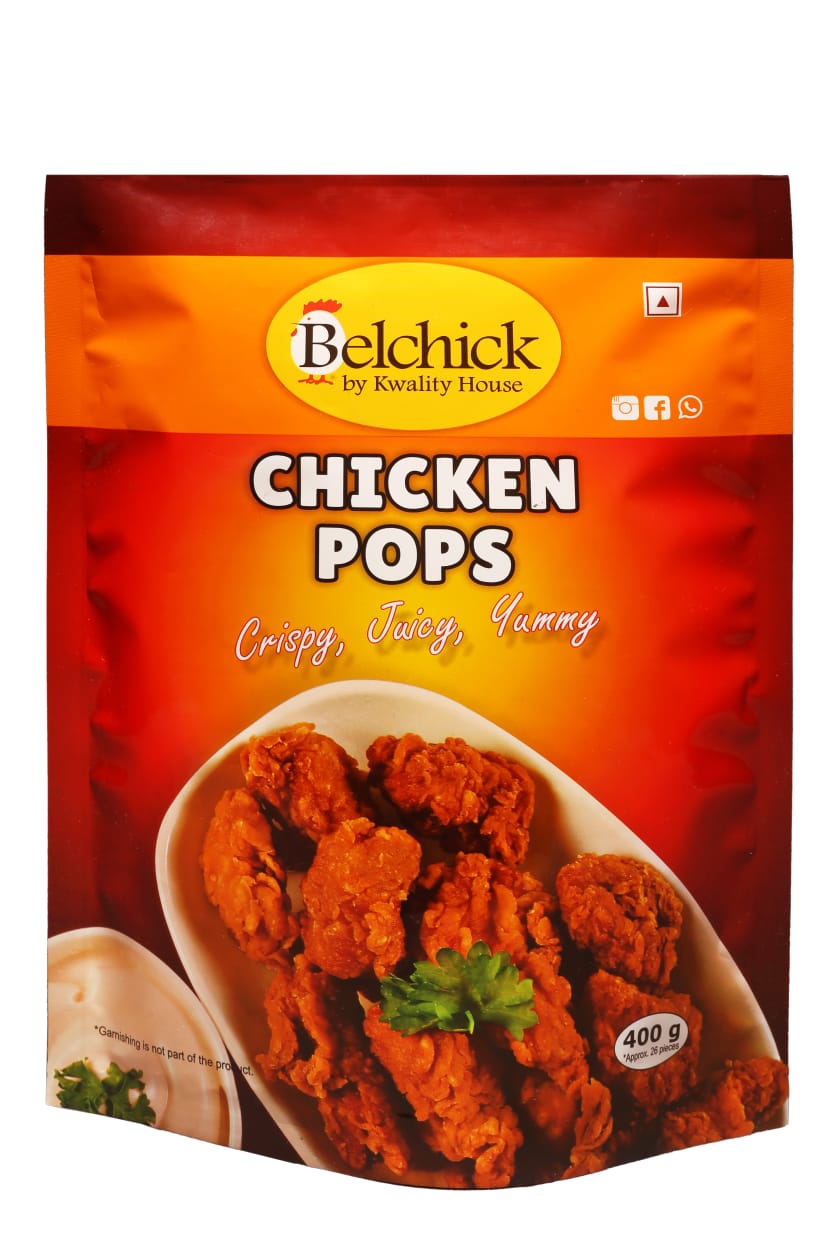 Belchick
by Kwality House
CHICKEN
POPS
Crispy, Juicy, Yummy
400 g
*Approx. 26 pieces
*Garnishing is not part of the product.